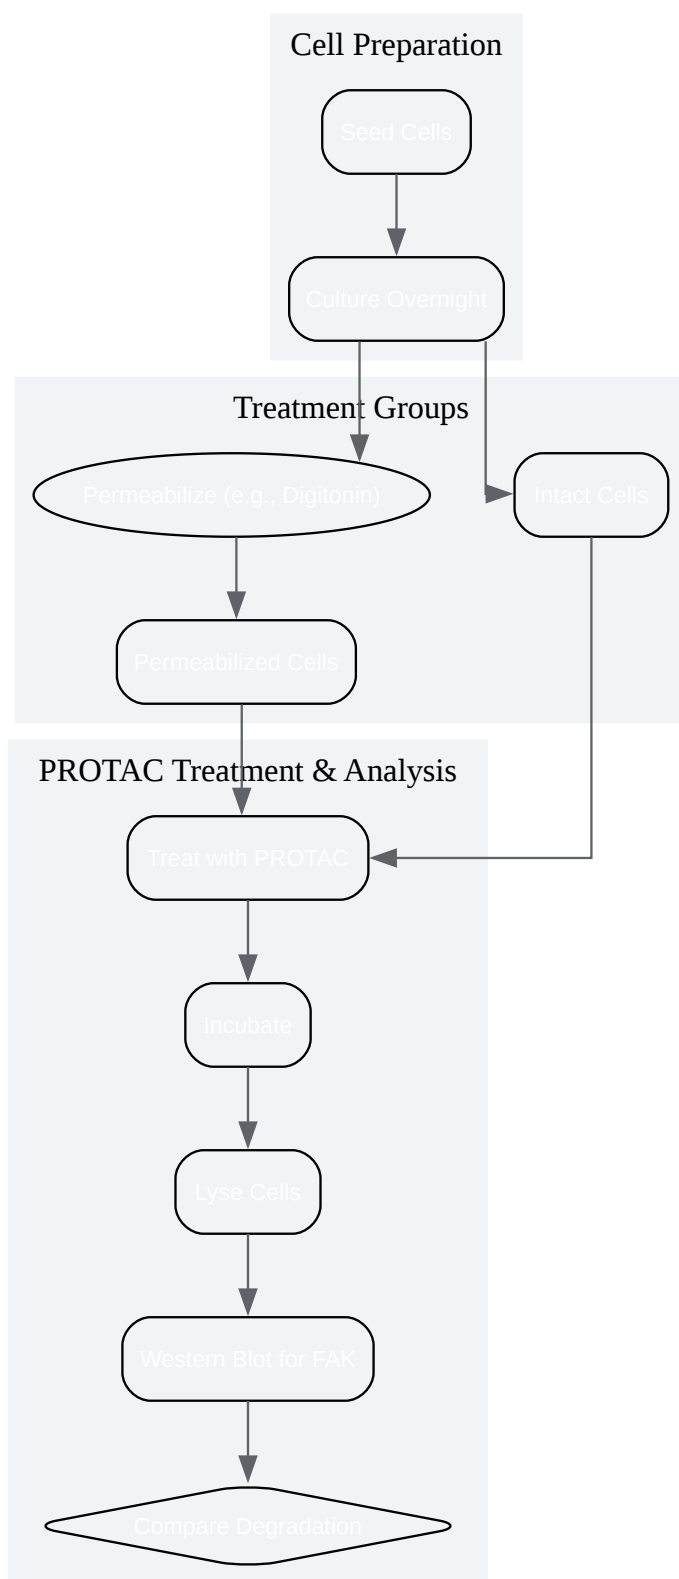 Cell Preparation
Seed Cells
Culture Overnight
Treatment Groups
Permeabilize (e.g., Digitonin)
Intact Cells
Permeabilized Cells
PROTAC Treatment & Analysis
Treat with PROTAC
Incubate
Lyse Cells
Western Blot for FAK
Compare Degradation